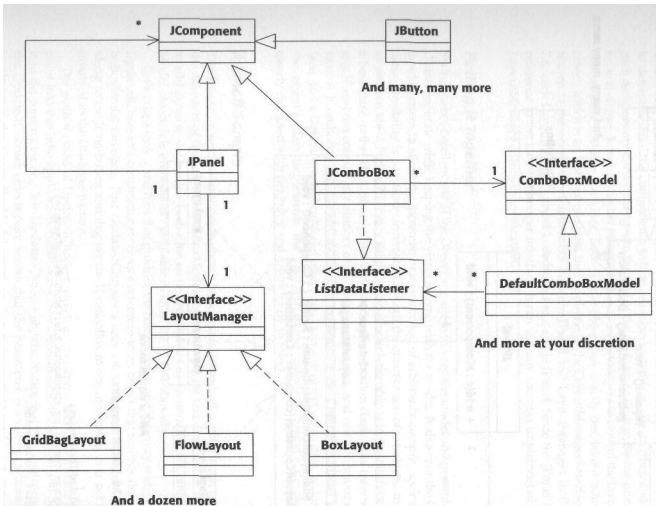 *
JComponent
JButton
And many, many more
JPanel
1
1
JComboBox
*
1
<<Interface>>
ComboBoxModel
1
<<Interface>>
LayoutManager
<<Interface>>
ListDataListener
*
*
DefaultComboBoxModel
And more at your discretion
GridBagLayout
FlowLayout
BoxLayout
And a dozen more